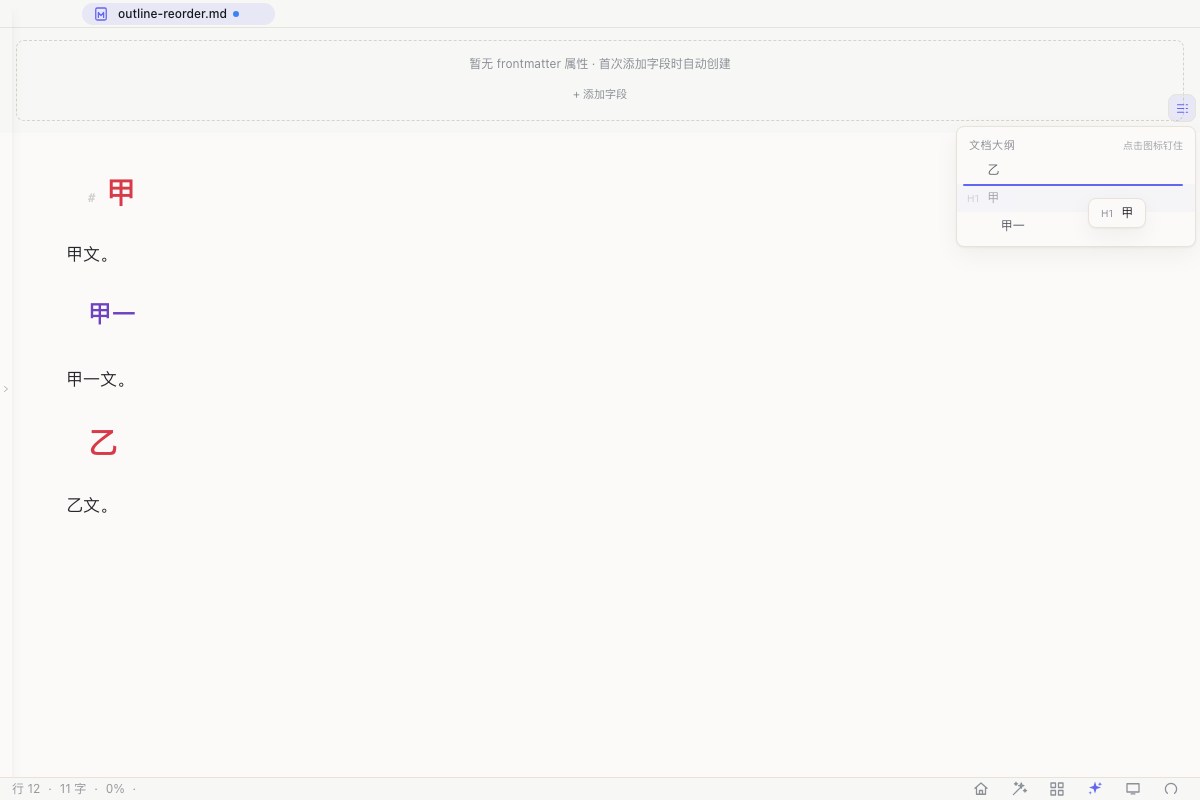 outline-reorder.md
暂无 frontmatter 属性 · 首次添加字段时自动创建
+ 添加字段
文档大纲 点击图标钉住
乙
H1 甲
H1 甲
甲一
# 甲
甲文。
甲一
甲一文。
乙
乙文。
行 12 · 11 字 · 0% ·